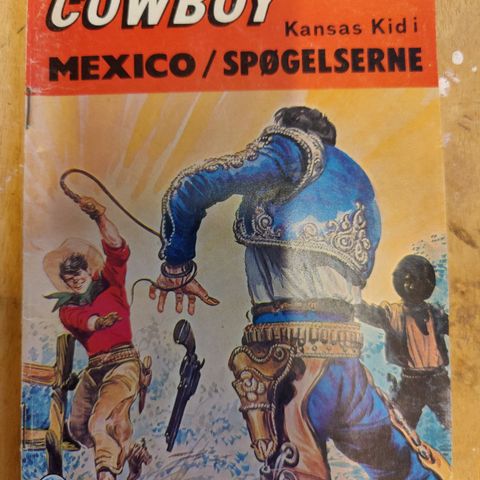 COWBOY
Kansas Kid i
MEXICO/SPØGELSERNE